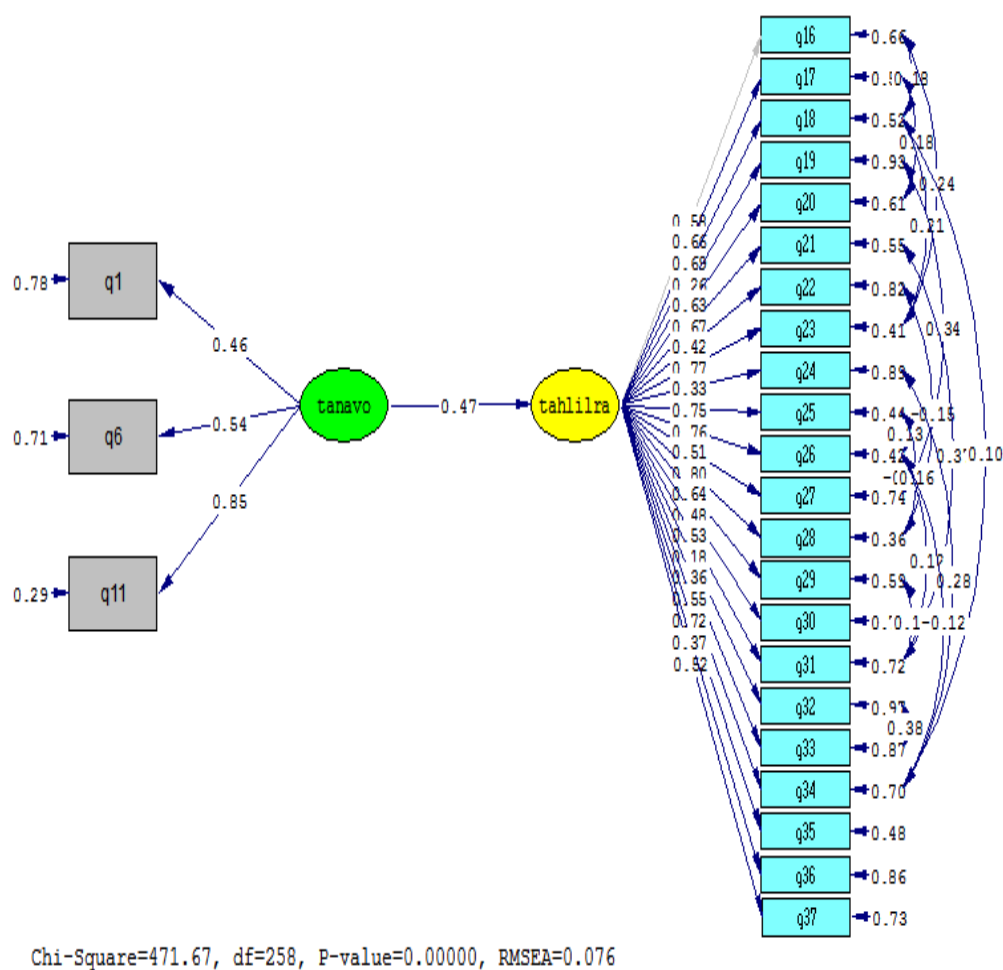 q16 0.66
q17 0.18
q18 0.52
0.18
q19 0.93
0.24
q20 0.61
0.21
0.66
q21 0.55
0.26
q1 0.78
0.63
q22 0.82
0.67
q23 0.41
0.34
0.46
0.42
0.77
q24
0.33
tanavo 0.47 tahlilra
0.75
q25 0.44 -0.15
0.76
0.13
q6 0.71 0.54
q26 0.10
0.51
0.80
0.16
q27 0.74
0.64
0.85
q28 0.36
0.53
0.36
q29 0.59 0.28
q11 0.29
0.55
0.72
q30 -0.12
0.37
q31 0.72
q32
0.38
q33 0.87
q34 0.70
q35 0.48
q36 0.86
q37 0.73
Chi-Square=471.67, df=258, P-value=0.00000, RMSEA=0.076